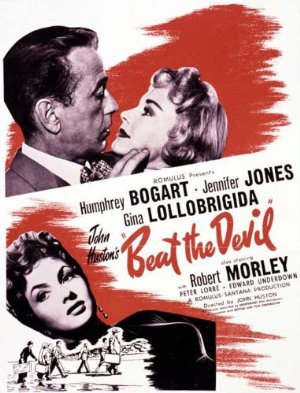 ROMULUS Presents
Humphrey BOGART · Jennifer JONES
Gina LOLLOBRIGIDA
John Huston's
"Beat the Devil"
also starring
with Robert MORLEY
PETER LORRE · EDWARD UNDERDOWN
A ROMULUS SANTANA PRODUCTION
Directed by JOHN HUSTON